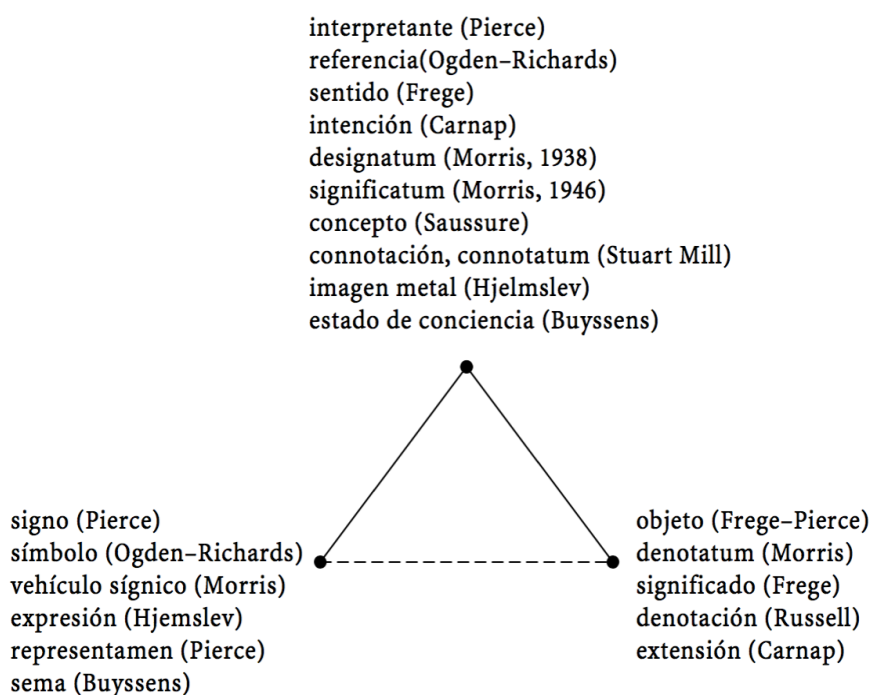 interpretante (Pierce)
referencia(Ogden–Richards)
sentido (Frege)
intención (Carnap)
designatum (Morris, 1938)
significatum (Morris, 1946)
concepto (Saussure)
connotación, connotatum (Stuart Mill)
imagen metal (Hjelmslev)
estado de conciencia (Buyssens)
signo (Pierce)
símbolo (Ogden–Richards)
vehículo sígnico (Morris)
expresión (Hjemslev)
representamen (Pierce)
sema (Buyssens)
objeto (Frege–Pierce)
denotatum (Morris)
significado (Frege)
denotación (Russell)
extensión (Carnap)